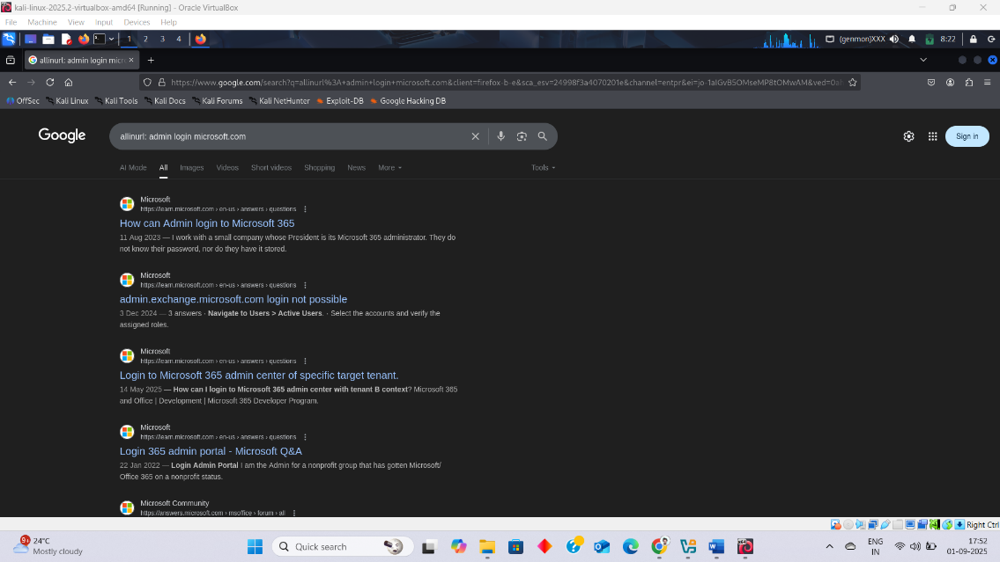 kali-linux-2025.2-virtualbox-amd64 [Running] - Oracle VirtualBox
File Machine View Input Devices Help
1 2 3 4 (genmon)XXX 8:22
allinurl: admin login micro
https://www.google.com/search?q=allinurl%3A+admin+login+microsoft.com&client=firefox-b-e&sca_esv=24998f3a4070201e&channel=entpr&ei=jo-1aIGvB5OMseMP8tOMwAM&ved=0a
OffSec Kali Linux Kali Tools Kali Docs Kali Forums Kali NetHunter Exploit-DB Google Hacking DB
Google allinurl: admin login microsoft.com Sign in
AI Mode All Images Videos Short videos Shopping News More Tools
Microsoft
https://learn.microsoft.com › en-us › answers › questions
How can Admin login to Microsoft 365
11 Aug 2023 — I work with a small company whose President is its Microsoft 365 administrator. They do
not know their password, nor do they have it stored.
Microsoft
https://learn.microsoft.com › en-us › answers › questions
admin.exchange.microsoft.com login not possible
3 Dec 2024 — 3 answers · Navigate to Users > Active Users. · Select the accounts and verify the
assigned roles.
Microsoft
https://learn.microsoft.com › en-us › answers › questions
Login to Microsoft 365 admin center of specific target tenant.
14 May 2025 — How can I login to Microsoft 365 admin center with tenant B context? Microsoft 365
and Office | Development | Microsoft 365 Developer Program.
Microsoft
https://learn.microsoft.com › en-us › answers › questions
Login 365 admin portal - Microsoft Q&A
22 Jan 2022 — Login Admin Portal I am the Admin for a nonprofit group that has gotten Microsoft/
Office 365 on a nonprofit status.
Microsoft Community
https://answers.microsoft.com › msoffice › forum › all
Right Ctrl
9+ 24°C
Mostly cloudy
Quick search
ENG
IN
17:52
01-09-2025